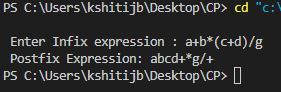 PS C:\Users\kshitijb\Desktop\CP> cd "c:\
Enter Infix expression : a+b*(c+d)/g
Postfix Expression: abcd+*g/+
PS C:\Users\kshitijb\Desktop\CP>